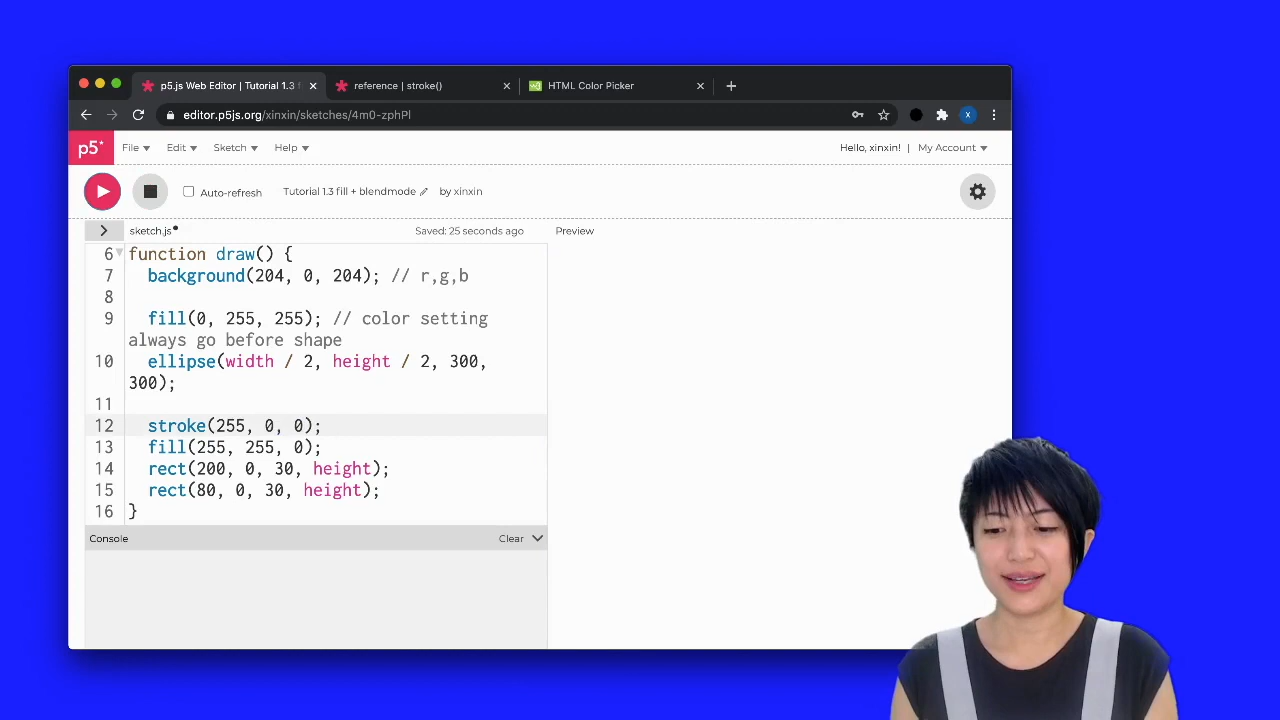 p5.js Web Editor | Tutorial 1.3 f
reference | stroke()
HTML Color Picker
editor.p5js.org/xinxin/sketches/4m0-zphPl
X
p5*
File
Edit
Sketch
Help
Hello, xinxin!
|
My Account
Auto-refresh
Tutorial 1.3 fill + blendmode
by xinxin
sketch.js
Saved: 25 seconds ago
Preview
6 function draw() {
7 background(204, 0, 204); // r,g,b
8
9 fill(0, 255, 255); // color setting
always go before shape
10 ellipse(width / 2, height / 2, 300,
300);
11
12 stroke(255, 0, 0);
13 fill(255, 255, 0);
14 rect(200, 0, 30, height);
15 rect(80, 0, 30, height);
16 }
Console
Clear